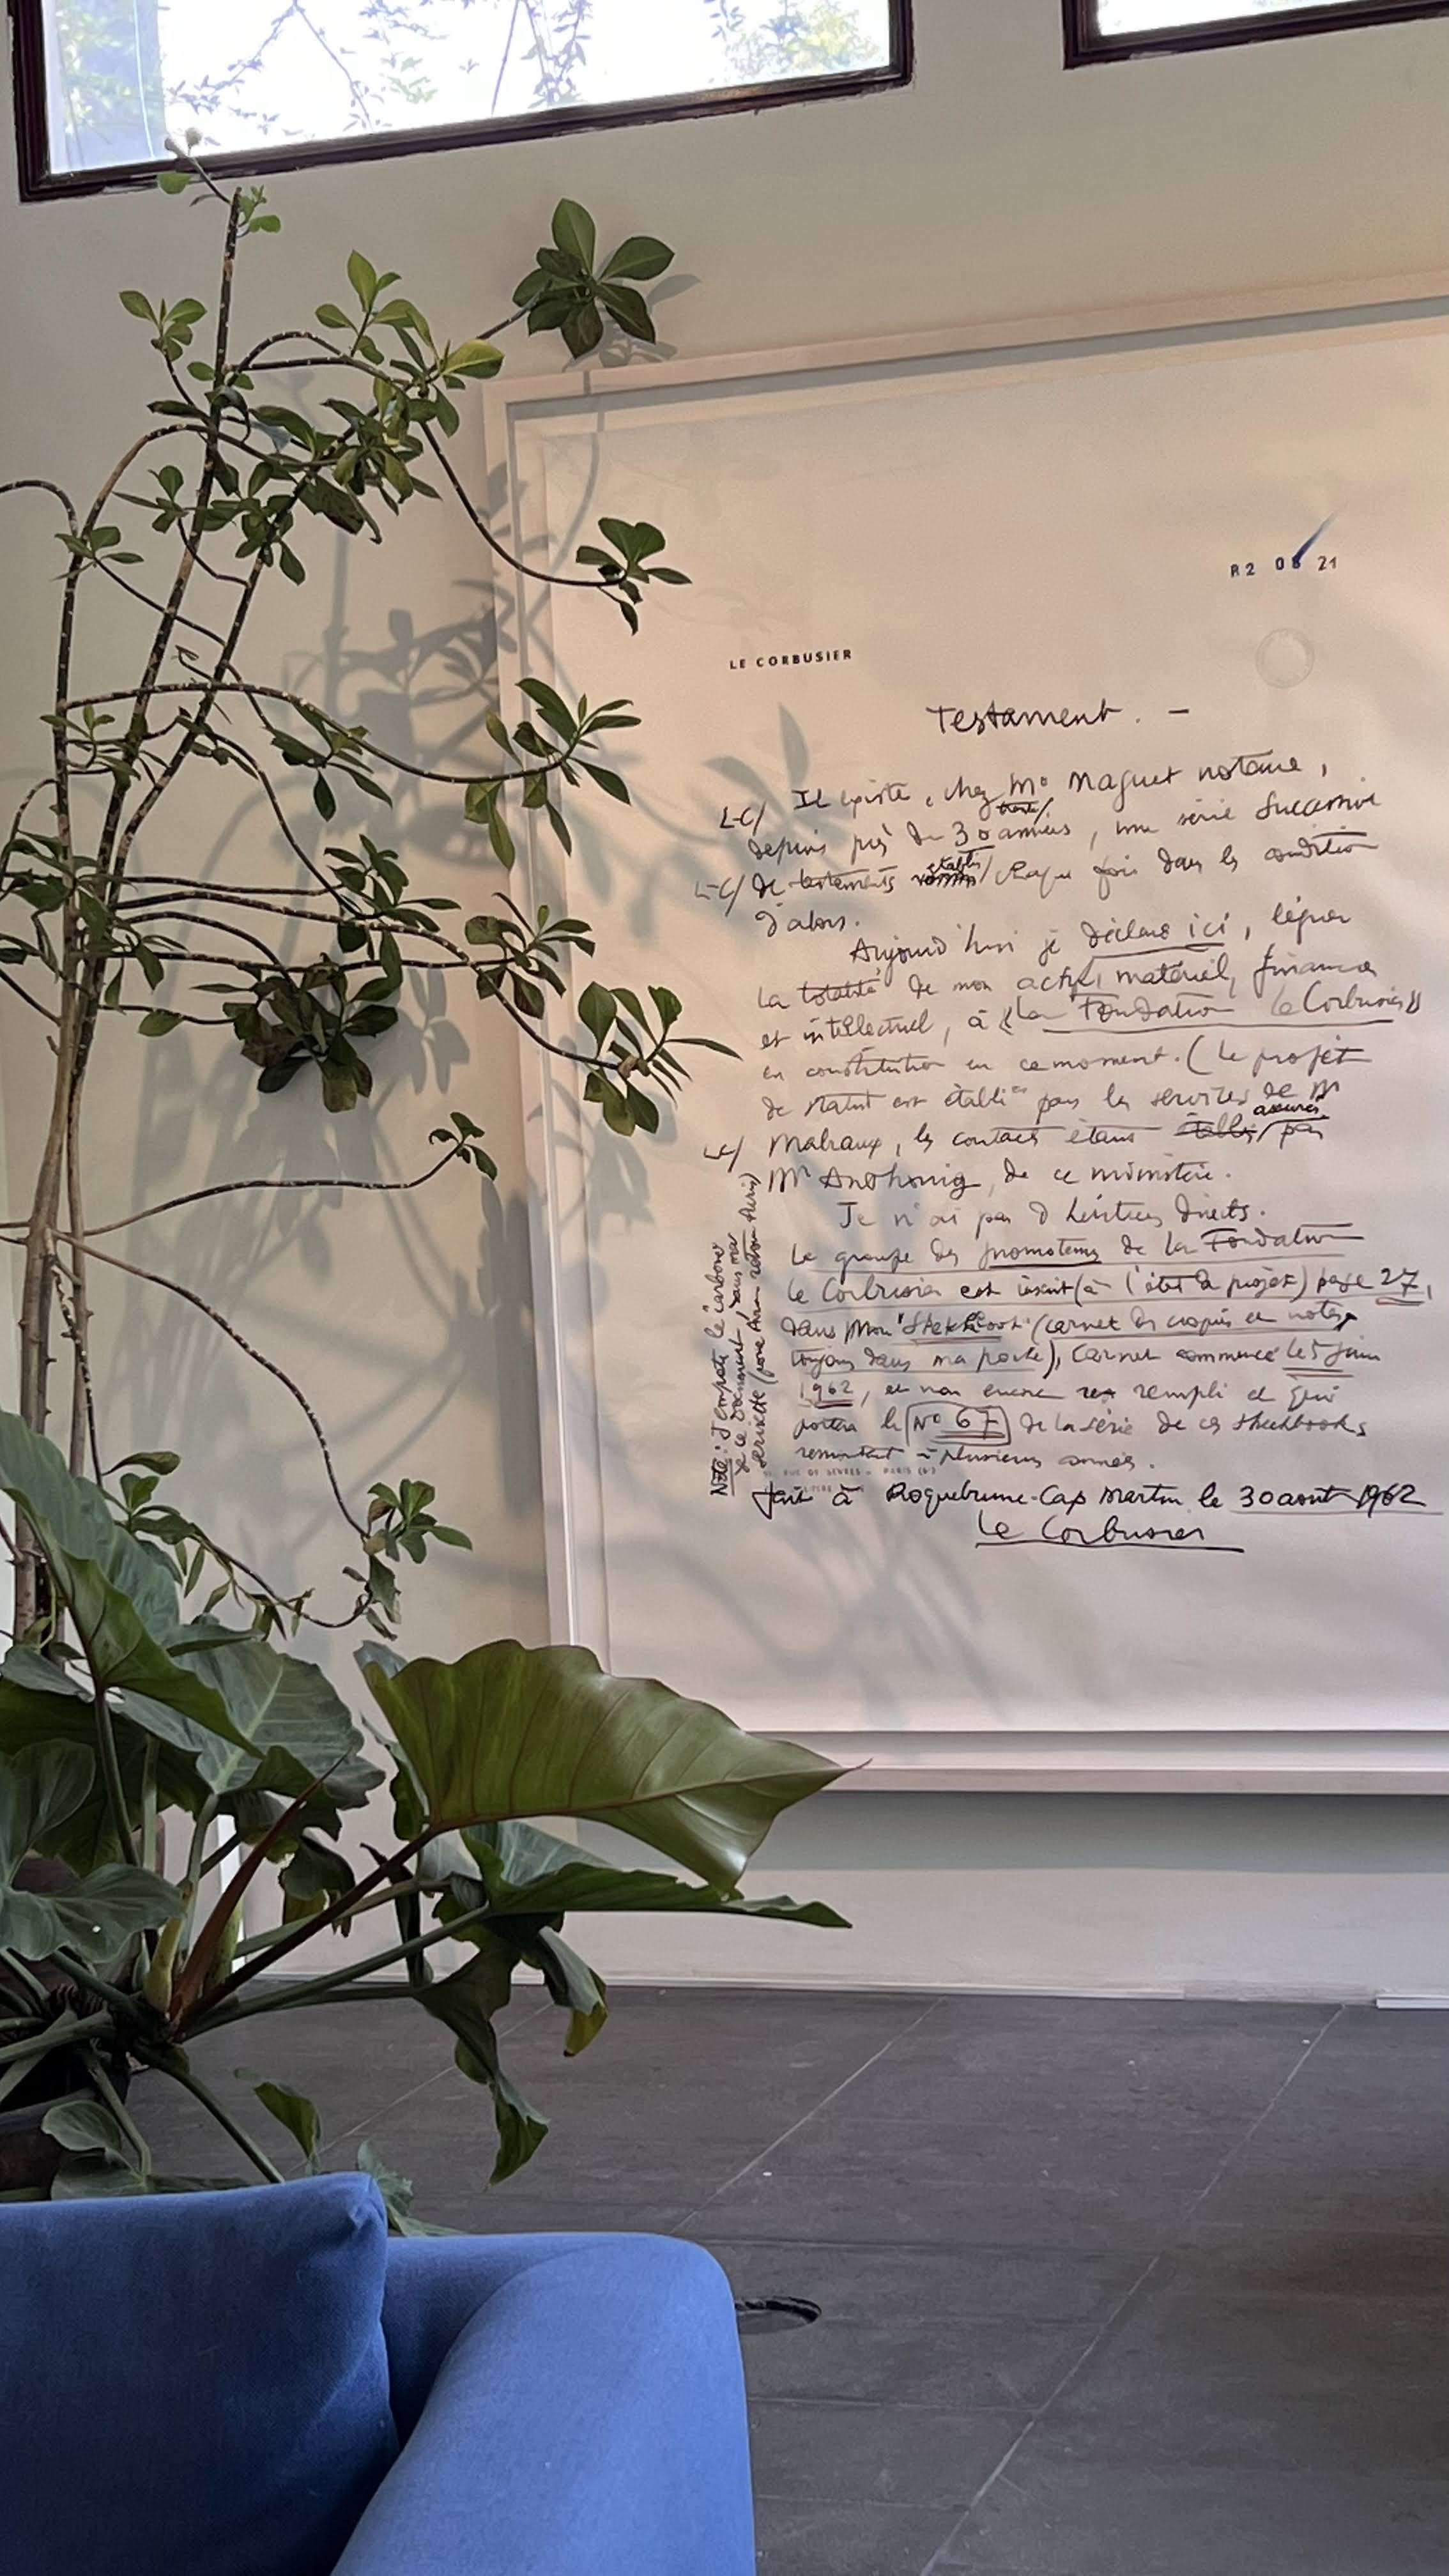 R2 08 21
LE CORBUSIER
Testament. —
L-C/ Il existe, chez Me Maguet notaire,
trente/
depuis près de 30 années, une série successive
établis
L-C/ de testaments / chaque fois dans les condition
d'alors.
Aujourd'hui je déclare ici, léguer
la totalité de mon actif, matériel, financier
et intellectuel, à « La Fondation le Corbusier »
en constitution en ce moment. (Le projet
de statut est établi par les services de Mr
assurés
L-C/ Malraux, les contacts étant établis/ par
Mr Anthonioz, de ce ministère.
Je n'ai pas d'héritiers directs.
Le groupe des promoteurs de la Fondation
le Corbusier est inscrit (à l'état de projet) page 27,
dans mon "Sketchbook" (carnet de croquis et notes
toujours dans ma poche), carnet commencé le 5 juin
1962, et non encore rempli et qui
portera le N° 67 de la série de ces sketchbooks
remontant à plusieurs années.
RUE DE SEVRES - PARIS (6e)
Fait à Roquebrune-Cap Martin le 30 août 1962
Le Corbusier
Note: J'emporte le carbone
de ce document, dans ma
serviette (pour Avion retour Paris)